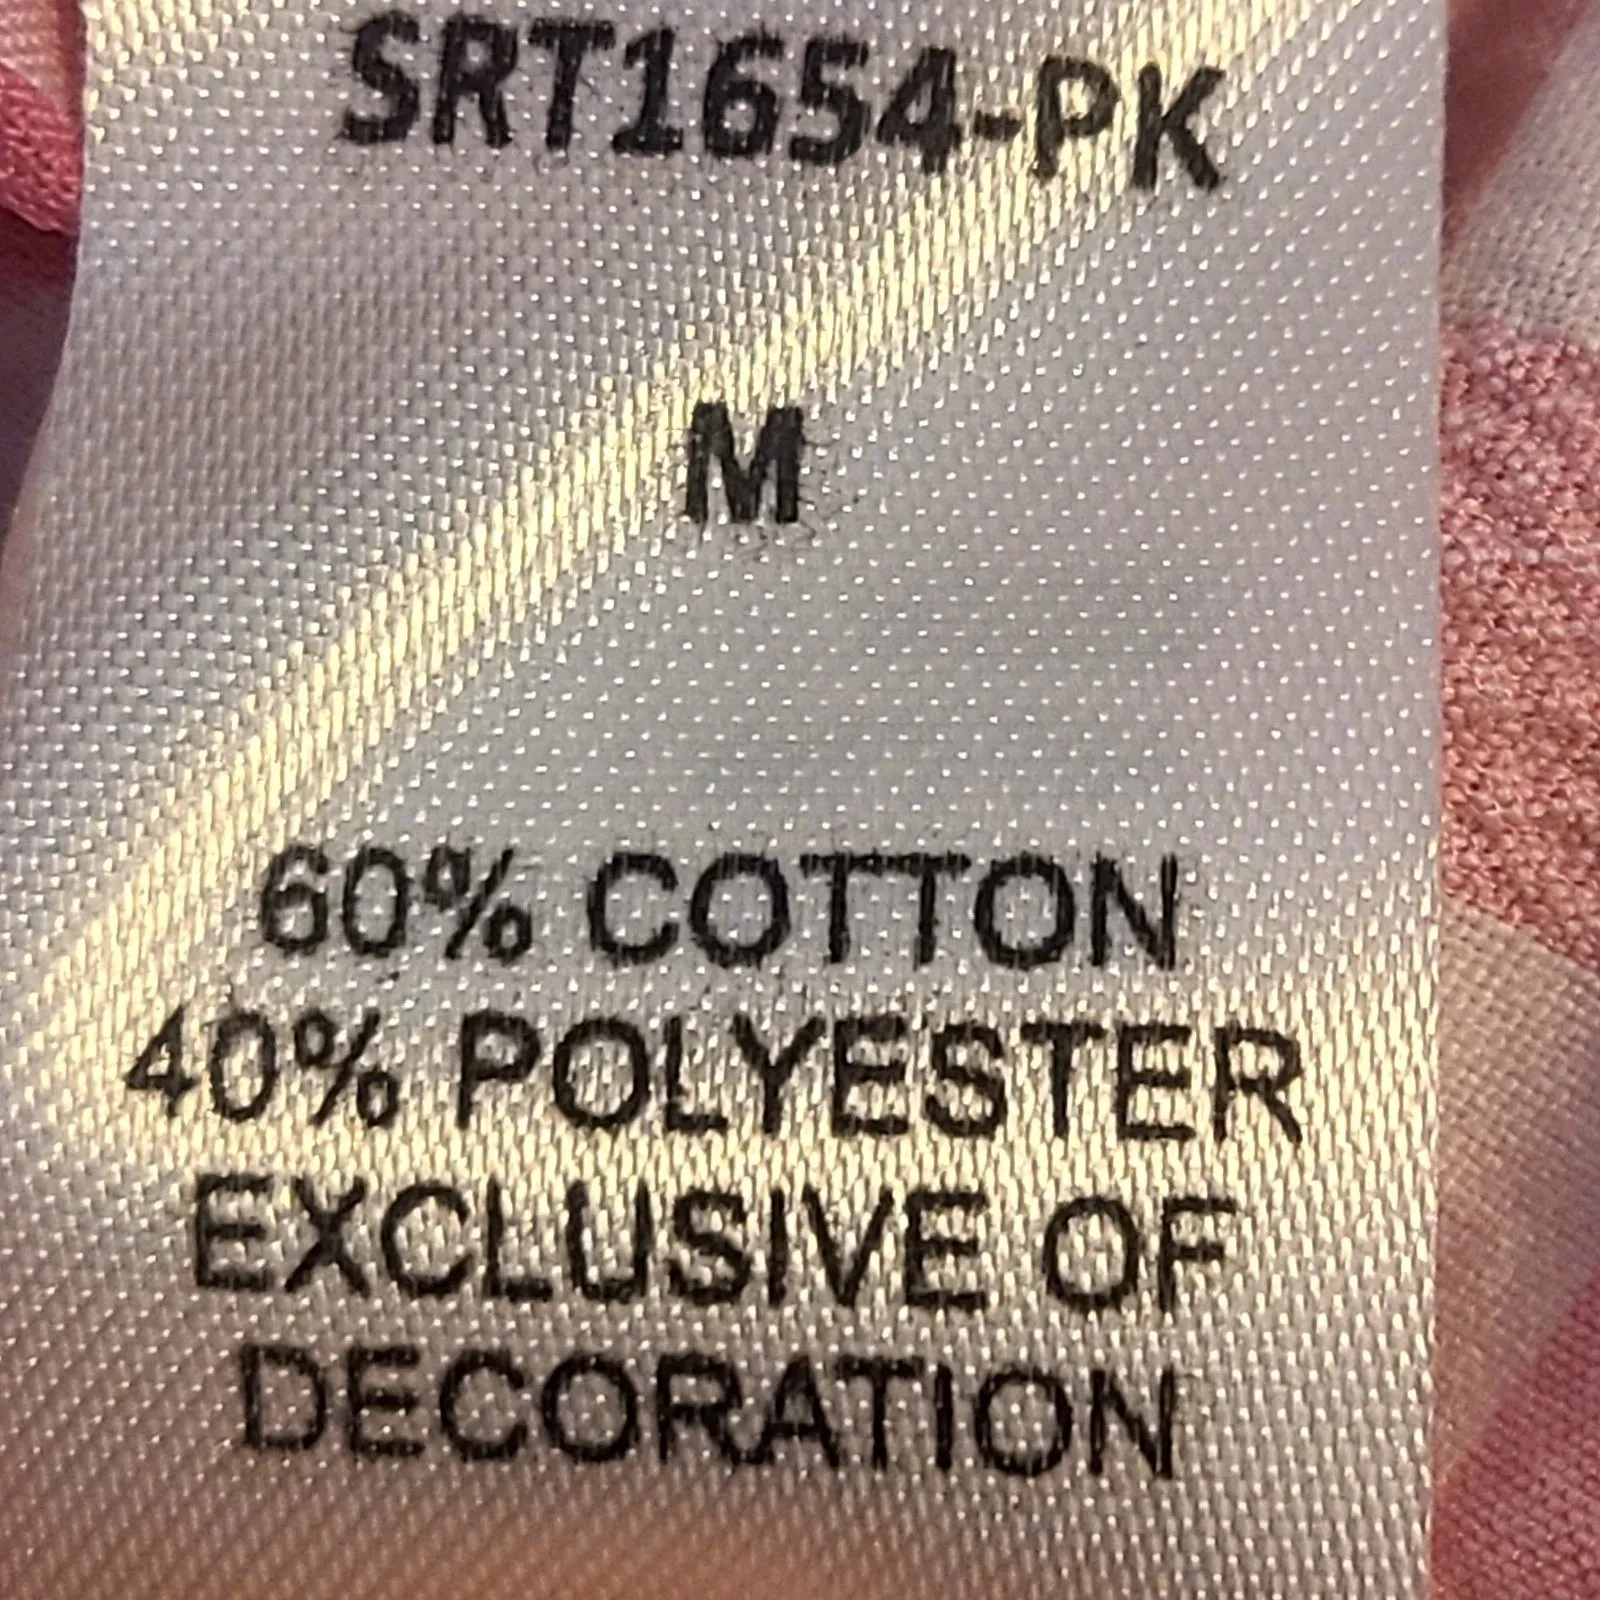 SRT1654-PK
M
60% COTTON
40% POLYESTER
EXCLUSIVE OF
DECORATION